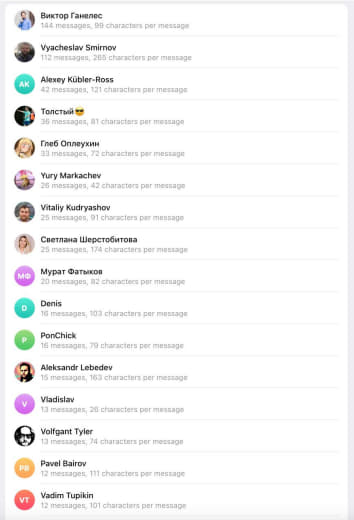 Виктор Ганелес
144 messages, 99 characters per message
Vyacheslav Smirnov
112 messages, 265 characters per message
AK
Alexey Kübler-Ross
42 messages, 121 characters per message
Толстый😎
36 messages, 81 characters per message
Глеб Оплеухин
33 messages, 72 characters per message
Yury Markachev
26 messages, 42 characters per message
Vitaliy Kudryashov
25 messages, 91 characters per message
Светлана Шерстобитова
25 messages, 174 characters per message
МФ
Мурат Фатыков
20 messages, 82 characters per message
D
Denis
16 messages, 103 characters per message
P
PonChick
16 messages, 79 characters per message
Aleksandr Lebedev
15 messages, 163 characters per message
V
Vladislav
13 messages, 26 characters per message
Volfgant Tyler
13 messages, 74 characters per message
PB
Pavel Bairov
12 messages, 111 characters per message
VT
Vadim Tupikin
12 messages, 101 characters per message